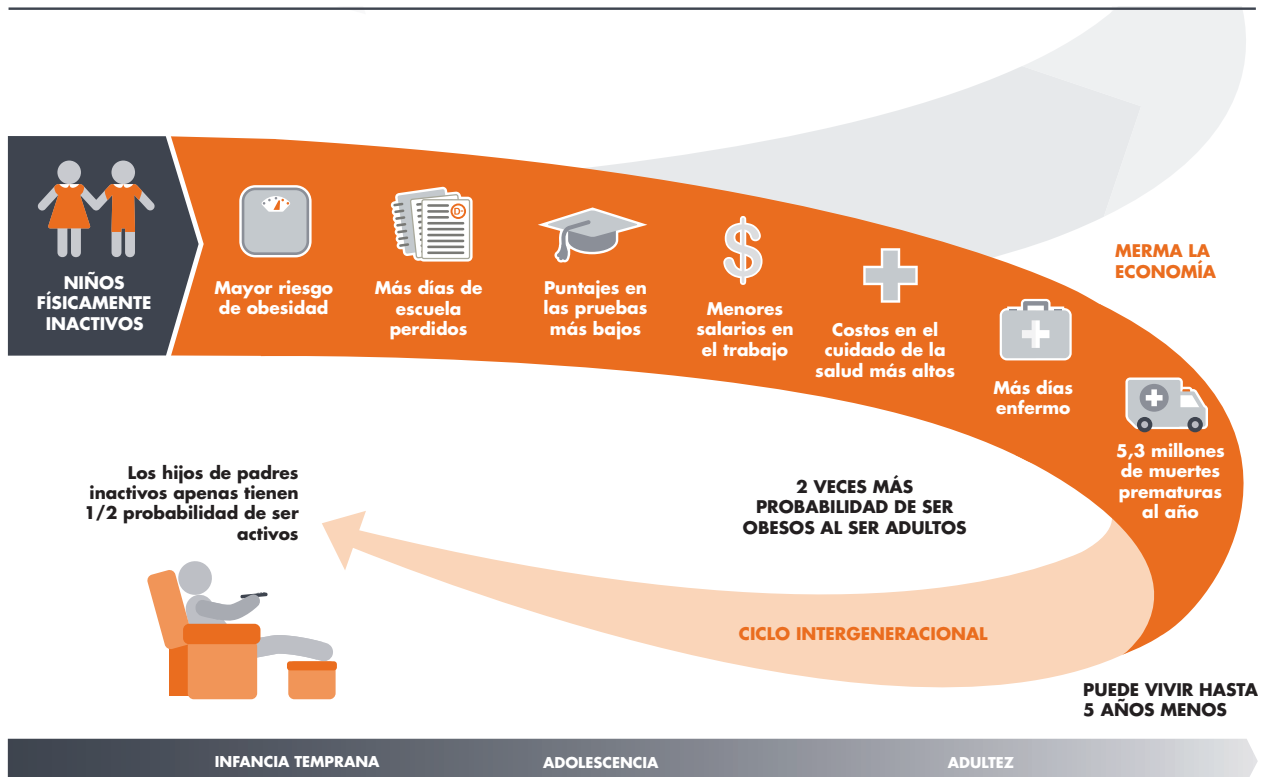 NIÑOS
FÍSICAMENTE
INACTIVOS
Mayor riesgo
de obesidad
D-
Más días de
escuela
perdidos
Puntajes en
las pruebas
más bajos
$
Menores
salarios en
el trabajo
Costos en el
cuidado de la
salud más altos
Más días
enfermo
5,3 millones
de muertes
prematuras
al año
MERMA LA
ECONOMÍA
Los hijos de padres
inactivos apenas tienen
1/2 probabilidad de ser
activos
2 VECES MÁS
PROBABILIDAD DE SER
OBESOS AL SER ADULTOS
CICLO INTERGENERACIONAL
PUEDE VIVIR HASTA
5 AÑOS MENOS
INFANCIA TEMPRANA
ADOLESCENCIA
ADULTEZ